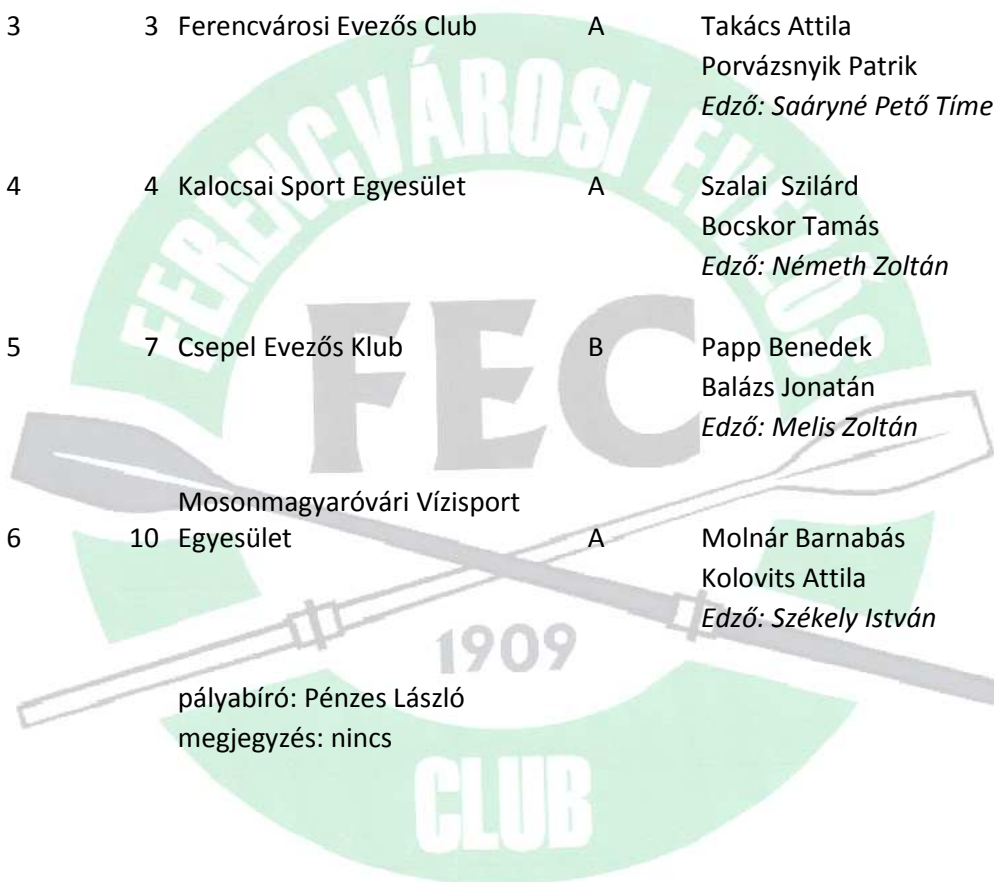 3 3 Ferencvárosi Evezős Club A Takács Attila
Porvázsnyik Patrik
Edző: Saáryné Pető Tíme
4 4 Kalocsai Sport Egyesület A Szalai Szilárd
Bocskor Tamás
Edző: Németh Zoltán
5 7 Csepel Evezős Klub B Papp Benedek
Balázs Jonatán
Edző: Melis Zoltán
Mosonmagyaróvári Vízisport
6 10 Egyesület A Molnár Barnabás
Kolovits Attila
Edző: Székely István
pályabíró: Pénzes László
megjegyzés: nincs
FERENCVÁROSI EVEZŐS
FEC
1909
CLUB